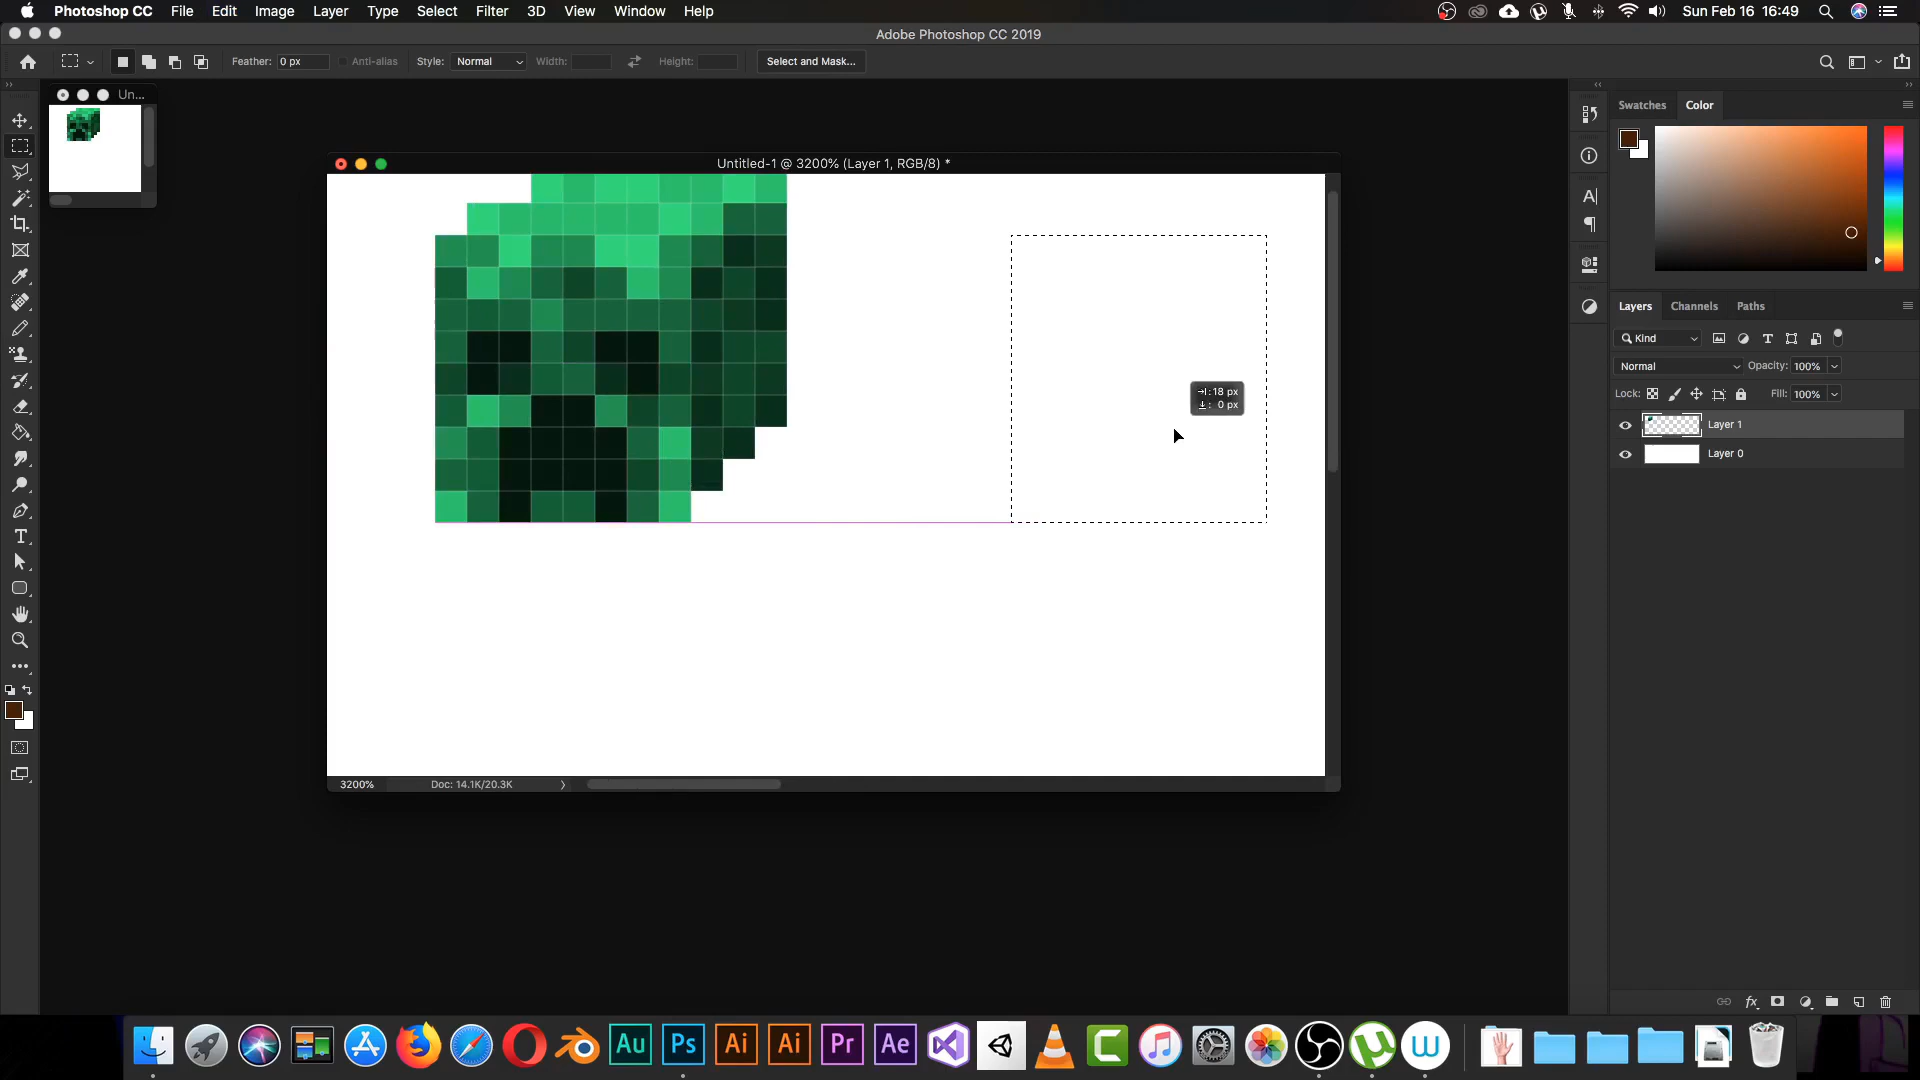 Photoshop CC File Edit Image Layer Type Select Filter 3D View Window Help Sun Feb 16 16:49
Adobe Photoshop CC 2019
Feather: 0 px Anti-alias Style: Normal Width: Height: Select and Mask...
Un...
Swatches Color
Untitled-1 @ 3200% (Layer 1, RGB/8) *
Layers Channels Paths
Kind
Normal Opacity: 100%
Lock: Fill: 100%
18 px
0 px
Layer 1
Layer 0
T
3200% Doc: 14.1K/20.3K
fx
Au Ps Ai Ai Pr Ae